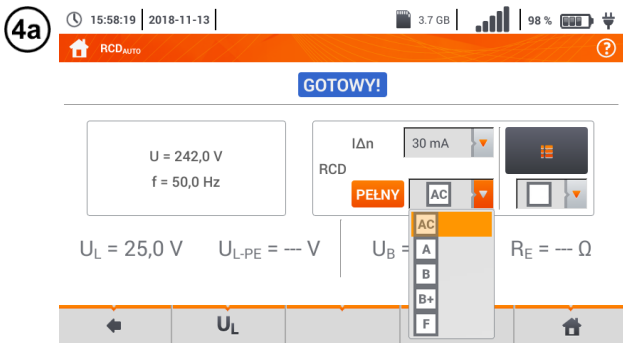 4a
15:58:19 2018-11-13 3.7 GB 98 %
RCDAUTO ?
GOTOWY!
U = 242,0 V
f = 50,0 Hz
IΔn 30 mA
RCD
PEŁNY AC
AC
A
B
B+
F
UL = 25,0 V UL-PE = --- V UB = RE = --- Ω
UL